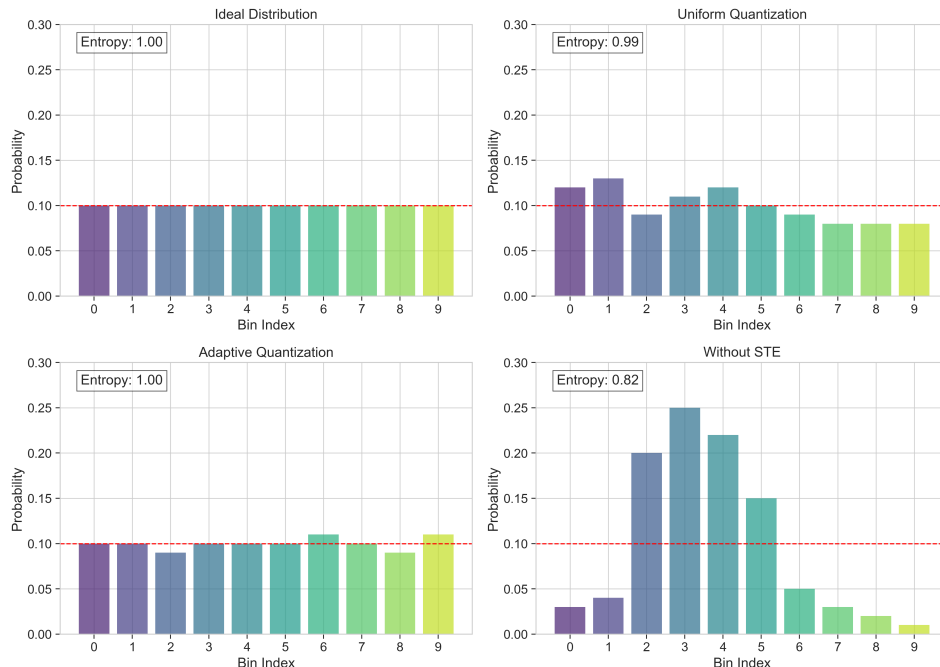 Ideal Distribution
Entropy: 1.00
0.30
0.25
0.20
0.15
0.10
0.05
0.00
Probability
0 1 2 3 4 5 6 7 8 9
Bin Index
Uniform Quantization
Entropy: 0.99
0.30
0.25
0.20
0.15
0.10
0.05
0.00
Probability
0 1 2 3 4 5 6 7 8 9
Bin Index
Adaptive Quantization
Entropy: 1.00
0.30
0.25
0.20
0.15
0.10
0.05
0.00
Probability
0 1 2 3 4 5 6 7 8 9
Bin Index
Without STE
Entropy: 0.82
0.30
0.25
0.20
0.15
0.10
0.05
0.00
Probability
0 1 2 3 4 5 6 7 8 9
Bin Index